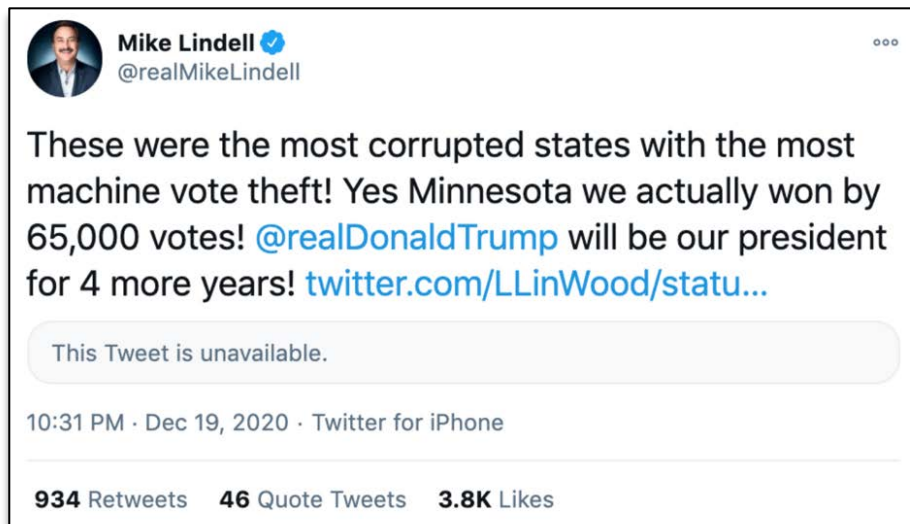 Mike Lindell
@realMikeLindell
These were the most corrupted states with the most
machine vote theft! Yes Minnesota we actually won by
65,000 votes! @realDonaldTrump will be our president
for 4 more years! twitter.com/LLinWood/statu...
This Tweet is unavailable.
10:31 PM · Dec 19, 2020 · Twitter for iPhone
934 Retweets 46 Quote Tweets 3.8K Likes